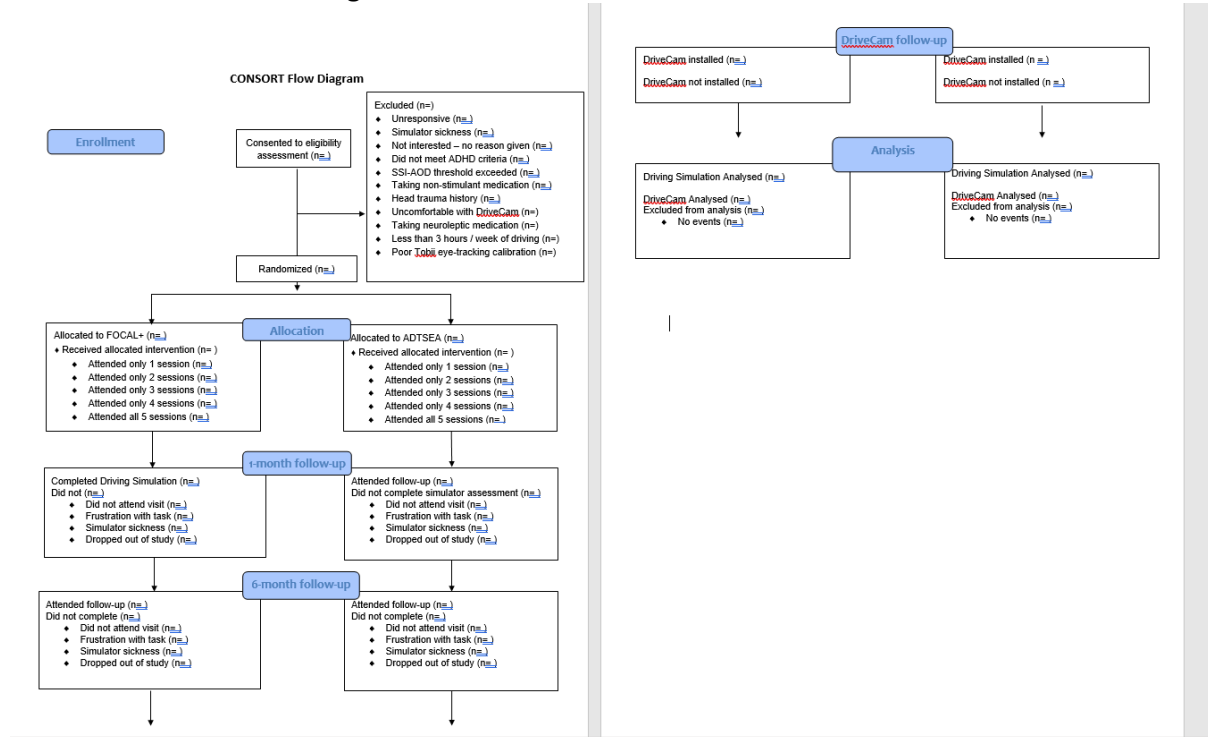 CONSORT Flow Diagram
Enrollment
Consented to eligibility
assessment (n=.)
Excluded (n=)
♦ Unresponsive (n=.)
♦ Simulator sickness (n=.)
♦ Not interested – no reason given (n=.)
♦ Did not meet ADHD criteria (n=.)
♦ SSI-AOD threshold exceeded (n=.)
♦ Taking non-stimulant medication (n=.)
♦ Head trauma history (n=.)
♦ Uncomfortable with DriveCam (n=)
♦ Taking neuroleptic medication (n=)
♦ Less than 3 hours / week of driving (n=)
♦ Poor Tobii eye-tracking calibration (n=)
Randomized (n=.)
Allocation
Allocated to FOCAL+ (n=.)
♦ Received allocated intervention (n= )
♦ Attended only 1 session (n=.)
♦ Attended only 2 sessions (n=.)
♦ Attended only 3 sessions (n=.)
♦ Attended only 4 sessions (n=.)
♦ Attended all 5 sessions (n=.)
Allocated to ADTSEA (n=.)
♦ Received allocated intervention (n= )
♦ Attended only 1 session (n=.)
♦ Attended only 2 sessions (n=.)
♦ Attended only 3 sessions (n=.)
♦ Attended only 4 sessions (n=.)
♦ Attended all 5 sessions (n=.)
1-month follow-up
Completed Driving Simulation (n=.)
Did not (n=.)
♦ Did not attend visit (n=.)
♦ Frustration with task (n=.)
♦ Simulator sickness (n=.)
♦ Dropped out of study (n=.)
Attended follow-up (n=.)
Did not complete simulator assessment (n=.)
♦ Did not attend visit (n=.)
♦ Frustration with task (n=.)
♦ Simulator sickness (n=.)
♦ Dropped out of study (n=.)
6-month follow-up
Attended follow-up (n=.)
Did not complete (n=.)
♦ Did not attend visit (n=.)
♦ Frustration with task (n=.)
♦ Simulator sickness (n=.)
♦ Dropped out of study (n=.)
Attended follow-up (n=.)
Did not complete (n=.)
♦ Did not attend visit (n=.)
♦ Frustration with task (n=.)
♦ Simulator sickness (n=.)
♦ Dropped out of study (n=.)
DriveCam follow-up
DriveCam installed (n=.)
DriveCam not installed (n=.)
DriveCam installed (n =.)
DriveCam not installed (n =.)
Analysis
Driving Simulation Analysed (n=.)
DriveCam Analysed (n=.)
Excluded from analysis (n=.)
♦ No events (n=.)
Driving Simulation Analysed (n=.)
DriveCam Analysed (n=.)
Excluded from analysis (n=.)
♦ No events (n=.)